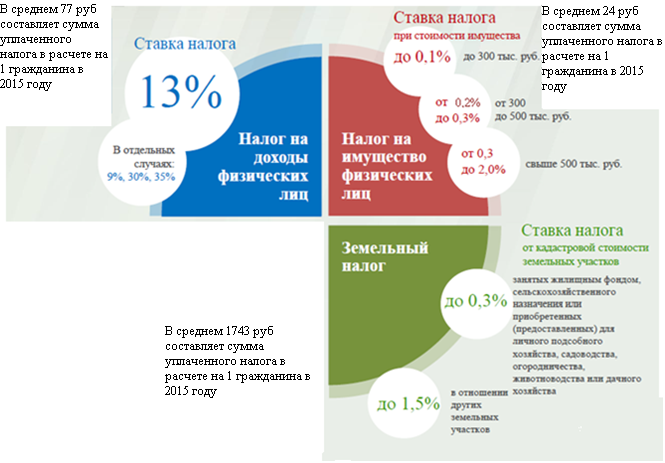 В среднем 77 руб
составляет сумма
уплаченного
налога в расчете на
1 гражданина в
2015 году
Ставка налога
13%
В отдельных
случаях:
9%, 30%, 35%
Налог на
доходы
физических
лиц
Ставка налога
при стоимости имущества
до 0,1% до 300 тыс. руб.
от 0,2%
до 0,3%
от 300
до 500 тыс. руб.
от 0,3
до 2,0%
свыше 500 тыс. руб.
Налог на
имущество
физических
лиц
В среднем 24 руб
составляет сумма
уплаченного налога в
расчете на 1
гражданина в 2015
году
Земельный
налог
Ставка налога
от кадастровой стоимости
земельных участков
до 0,3%
занятых жилищным фондом,
сельскохозяйственного
назначения или
приобретенных
(предоставленных) для
личного подсобного
хозяйства, садоводства,
огородничества,
животноводства или дачного
хозяйства
до 1,5%
в отношении
других
земельных
участков
В среднем 1743 руб
составляет сумма
уплаченного налога в
расчете на 1 гражданина в
2015 году